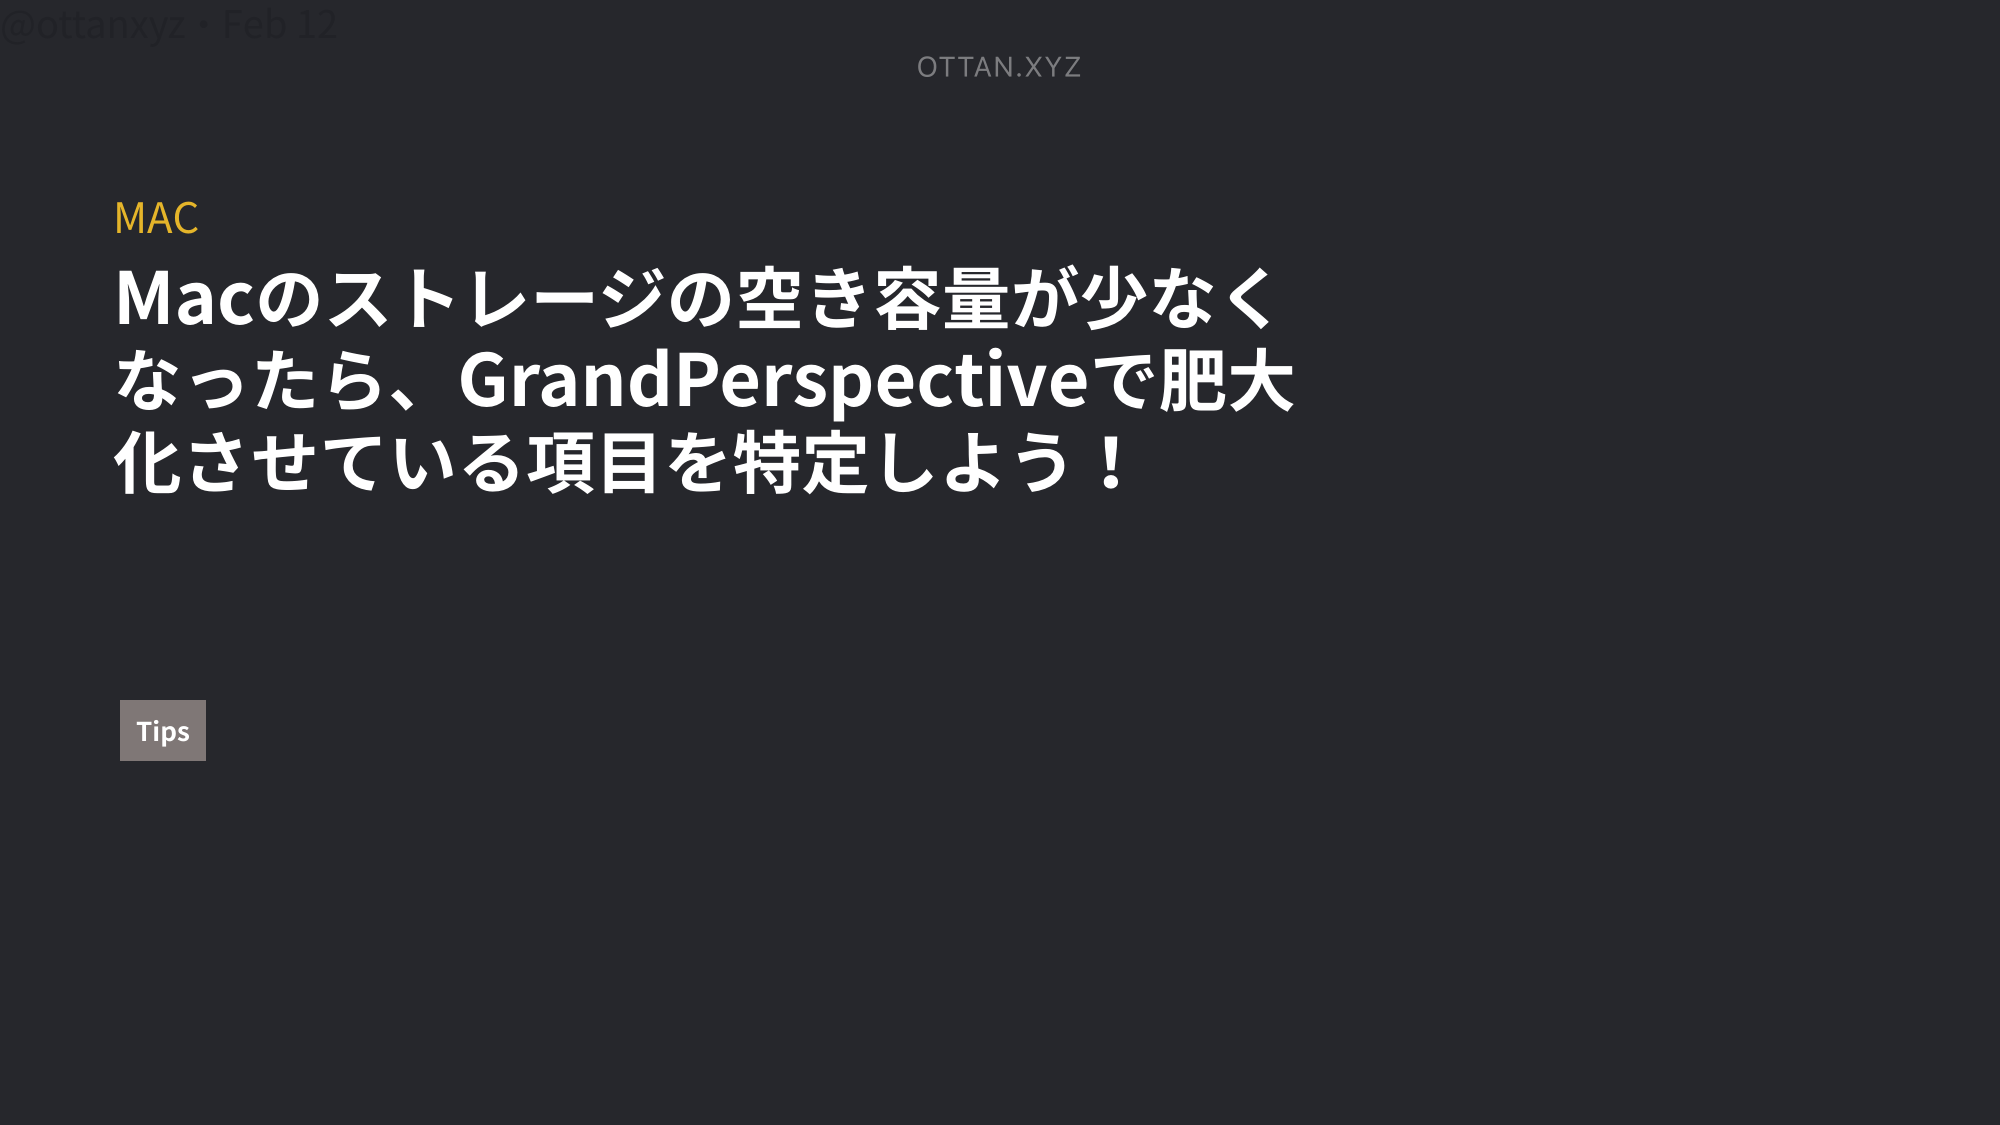 @ottanxyz・Feb 12
OTTAN.XYZ
MAC
Macのストレージの空き容量が少なく
なったら、GrandPerspectiveで肥大
化させている項目を特定しよう！
Tips